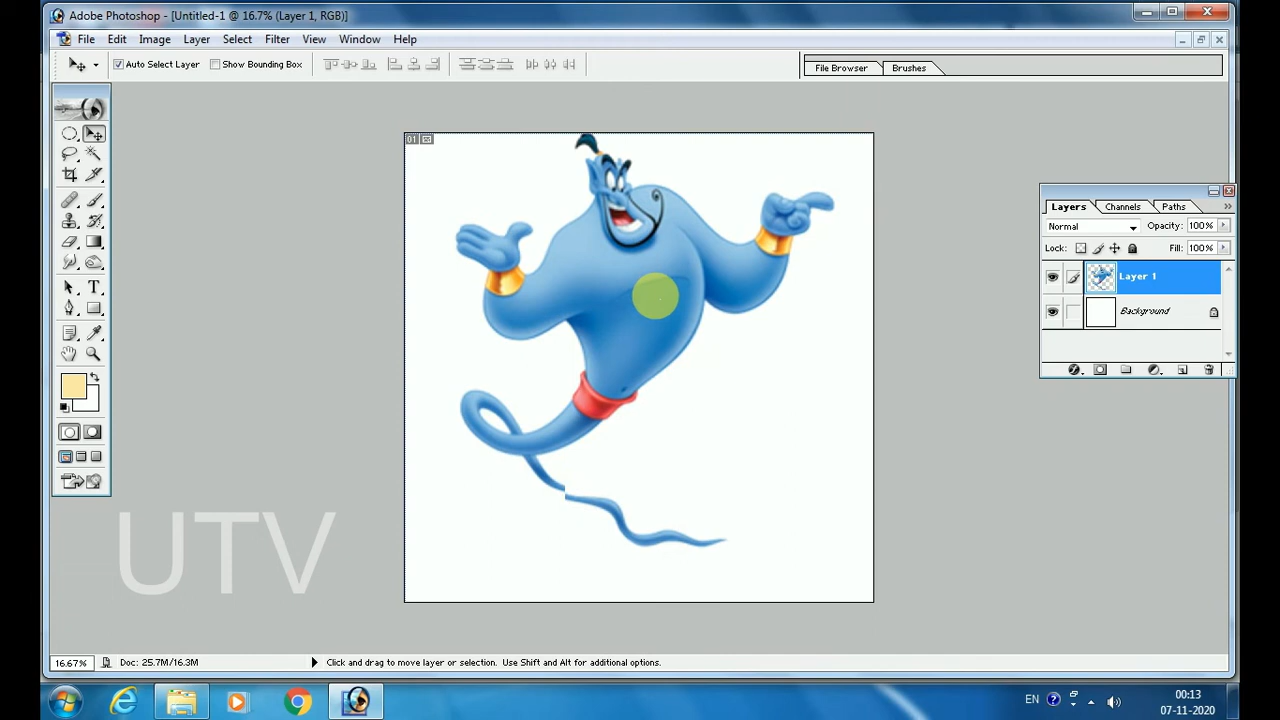 Adobe Photoshop - [Untitled-1 @ 16.7% (Layer 1, RGB)]
File Edit Image Layer Select Filter View Window Help
Auto Select Layer Show Bounding Box File Browser Brushes
01
Layers Channels Paths
Normal Opacity: 100%
Lock: Fill: 100%
Layer 1
Background
T
UTV
16.67% Doc: 25.7M/16.3M Click and drag to move layer or selection. Use Shift and Alt for additional options.
EN 00:13
07-11-2020